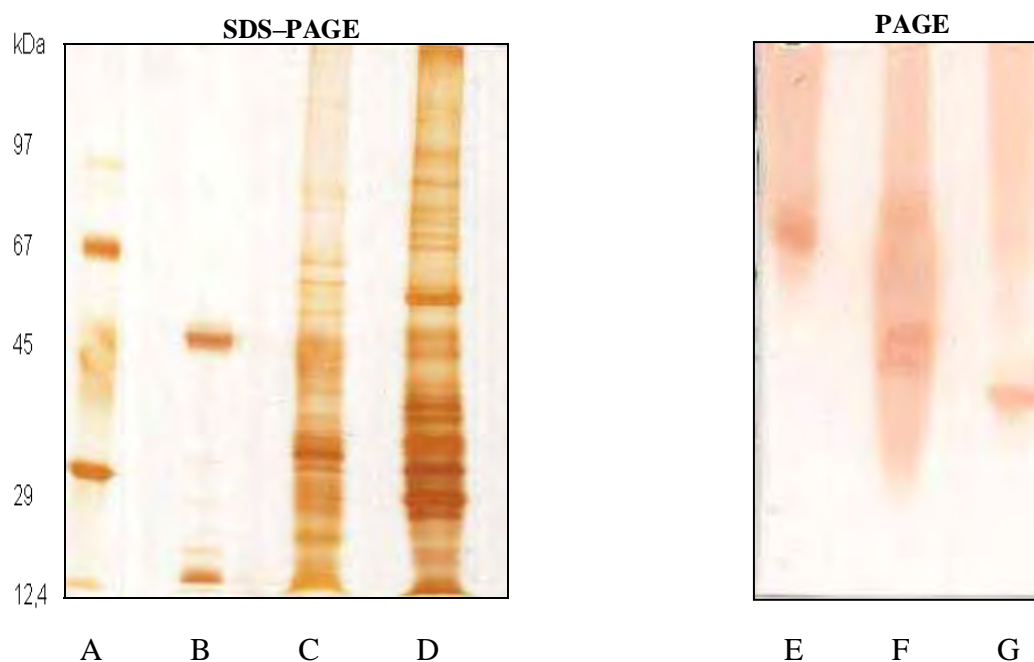 SDS–PAGE
PAGE
kDa
97
67
45
29
12,4
A B C D
E F G